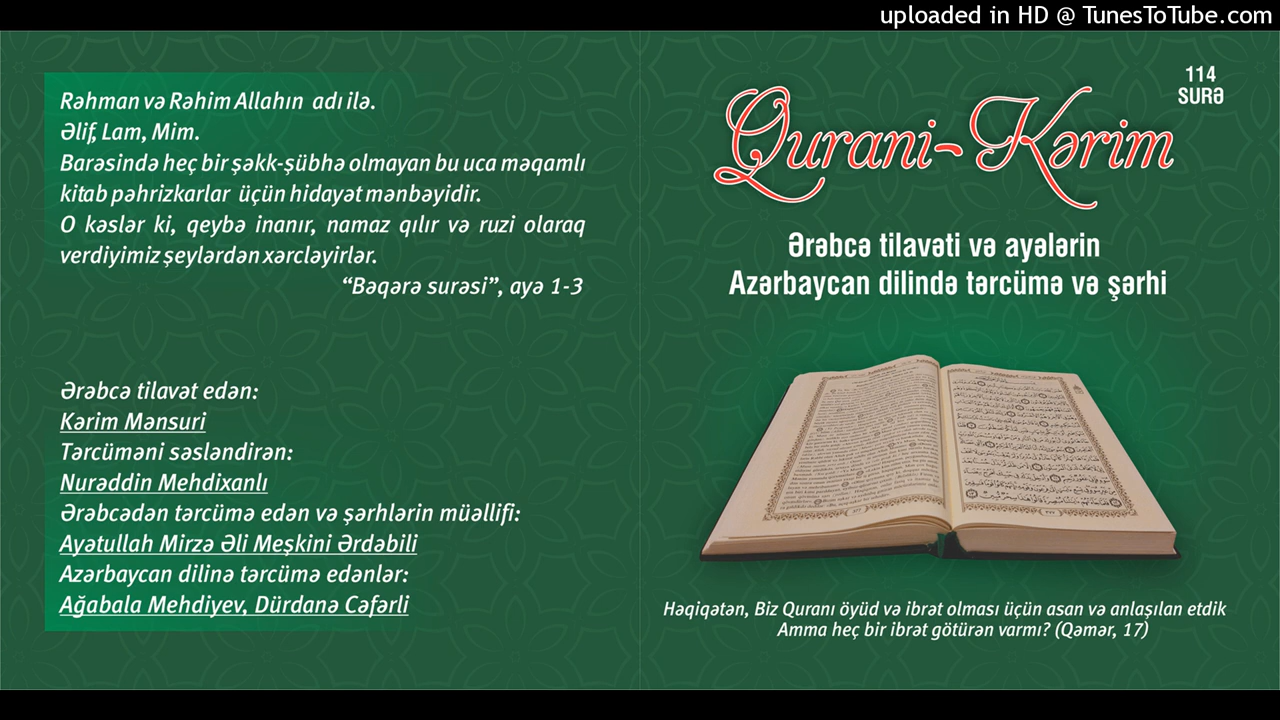 uploaded in HD @ TunesToTube.com
Rəhman və Rəhim Allahın adı ilə.
Əlif, Lam, Mim.
Barəsində heç bir şəkk-şübhə olmayan bu uca məqamlı
kitab pəhrizkarlar üçün hidayət mənbəyidir.
O kəslər ki, qeybə inanır, namaz qılır və ruzi olaraq
verdiyimiz şeylərdən xərcləyirlər.
“Bəqərə surəsi”, ayə 1-3
Ərəbcə tilavət edən:
Kərim Mənsuri
Tərcüməni səsləndirən:
Nurəddin Mehdixanlı
Ərəbcədən tərcümə edən və şərhlərin müəllifi:
Ayətullah Mirzə Əli Meşkini Ərdəbili
Azərbaycan dilinə tərcümə edənlər:
Ağabala Mehdiyev, Dürdanə Cəfərli
114
SURƏ
Qurani-Kərim
Ərəbcə tilavəti və ayələrin
Azərbaycan dilində tərcümə və şərhi
Həqiqətən, Biz Quranı öyüd və ibrət olması üçün asan və anlaşılan etdik
Amma heç bir ibrət götürən varmı? (Qəmər, 17)